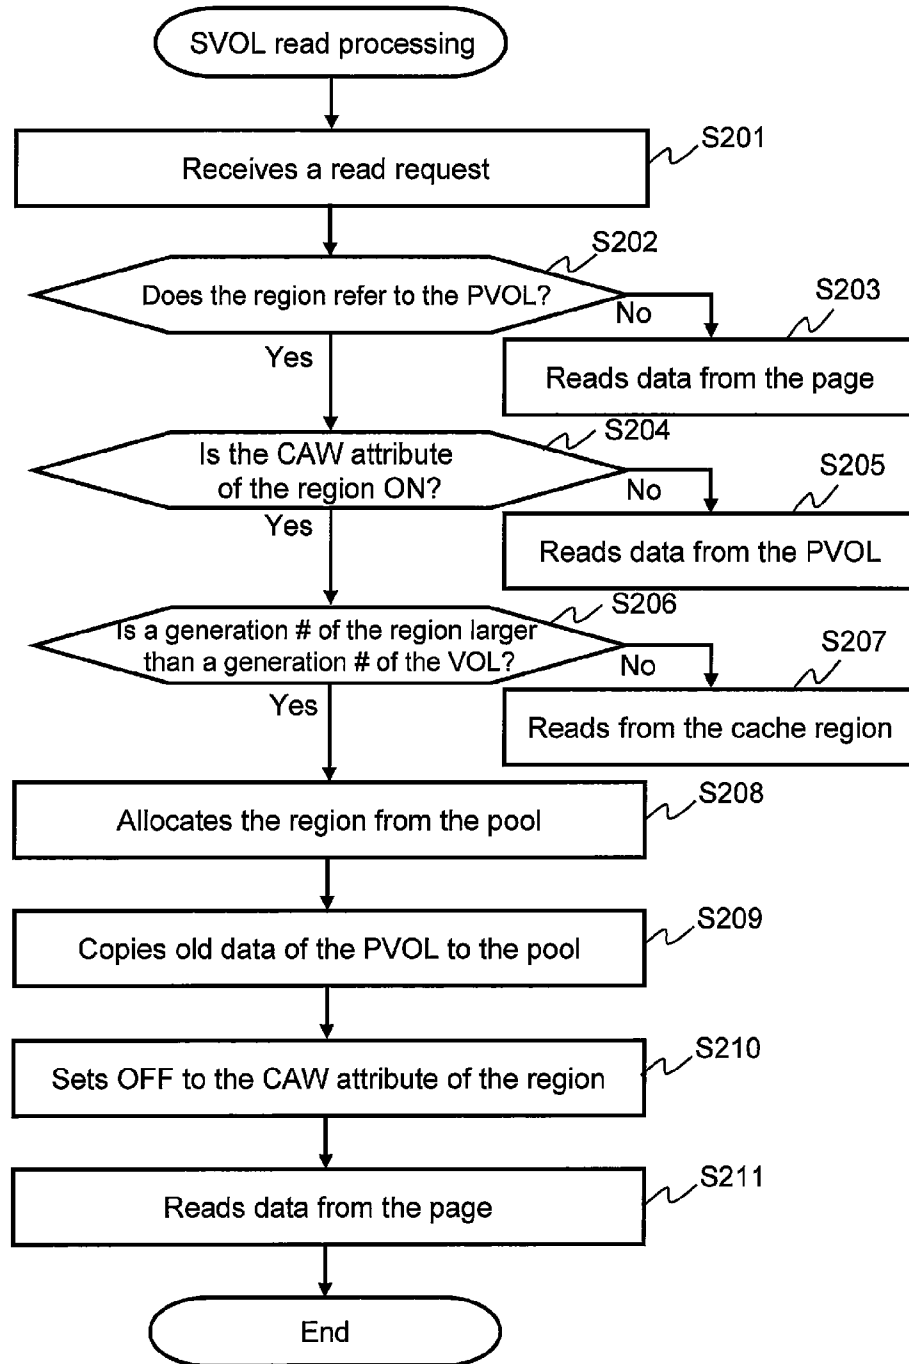 SVOL read processing
S201
Receives a read request
S202
Does the region refer to the PVOL?
No
S203
Yes
Reads data from the page
S204
Is the CAW attribute
of the region ON?
No
S205
Yes
Reads data from the PVOL
S206
Is a generation # of the region larger
than a generation # of the VOL?
No
S207
Yes
Reads from the cache region
S208
Allocates the region from the pool
S209
Copies old data of the PVOL to the pool
S210
Sets OFF to the CAW attribute of the region
S211
Reads data from the page
End